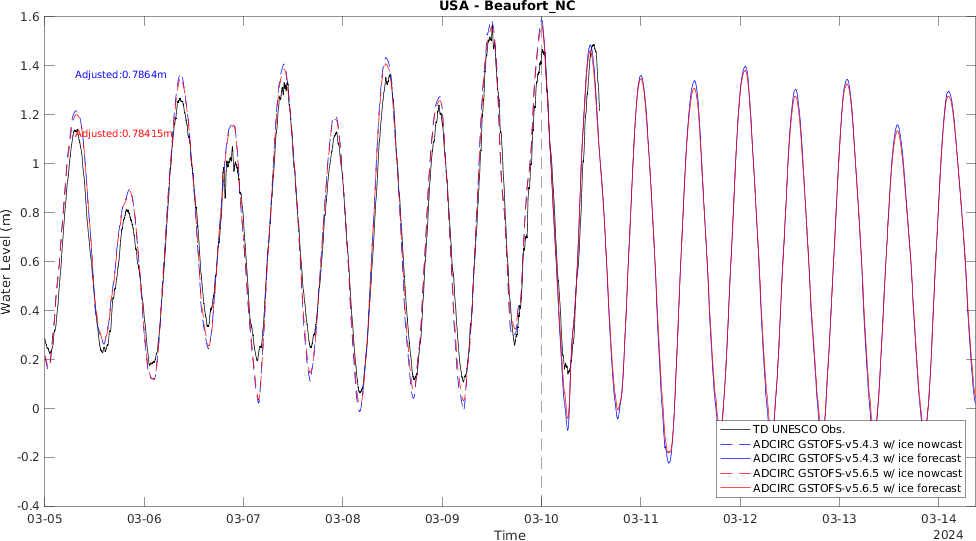 USA - Beaufort_NC
1.6
1.4
1.2
1
0.8
0.6
0.4
0.2
0
-0.2
-0.4
Water Level (m)
Adjusted:0.7864m
Adjusted:0.78415m
TD UNESCO Obs.
ADCIRC GSTOFS-v5.4.3 w/ ice nowcast
ADCIRC GSTOFS-v5.4.3 w/ ice forecast
ADCIRC GSTOFS-v5.6.5 w/ ice nowcast
ADCIRC GSTOFS-v5.6.5 w/ ice forecast
03-05 03-06 03-07 03-08 03-09 03-10 03-11 03-12 03-13 03-14
Time
2024